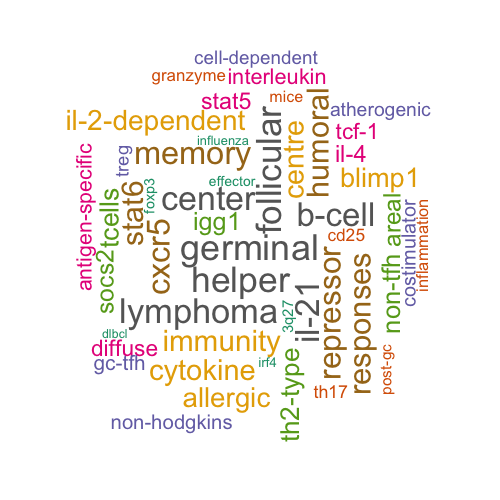 cell-dependent
granzyme
interleukin
mice
stat5
atherogenic
il-2-dependent
follicular
centre
humoral
tcf-1
influenza
antigen-specific
treg
memory
il-4
blimp1
tcells
stat6
foxp3
effector
center
igg1
b-cell
cd25
areal
costimulator
inflammation
cxcr5
germinal
socs2
helper
non-tfh
lymphoma
il-21
3q27
repressor
responses
dlbcl
diffuse
immunity
gc-tfh
cytokine
irf4
th2-type
th17
post-gc
allergic
non-hodgkins